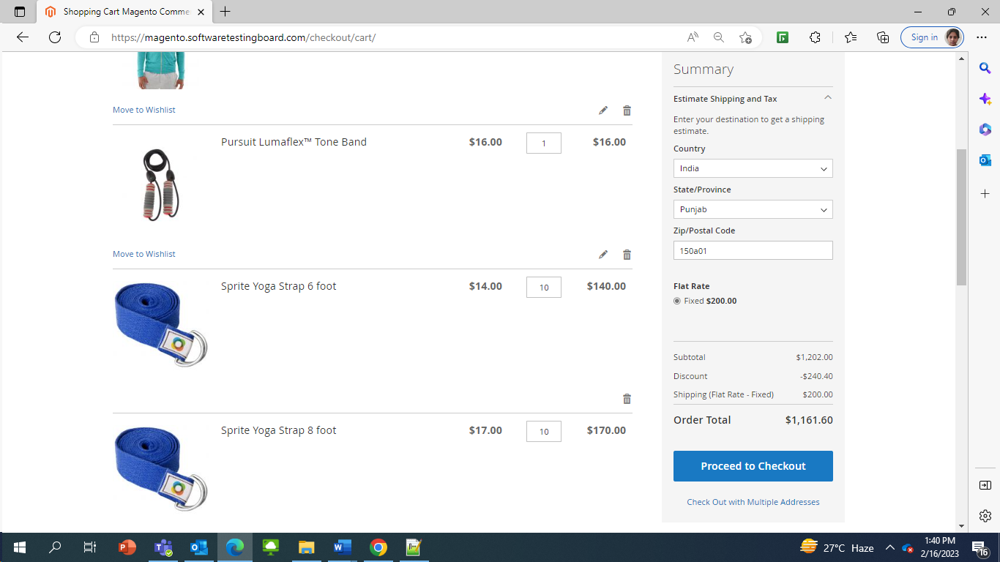 Shopping Cart Magento Comme
https://magento.softwaretestingboard.com/checkout/cart/
Sign in
Move to Wishlist
Pursuit Lumaflex™ Tone Band $16.00 1 $16.00
Move to Wishlist
Sprite Yoga Strap 6 foot $14.00 10 $140.00
Sprite Yoga Strap 8 foot $17.00 10 $170.00
Summary
Estimate Shipping and Tax
Enter your destination to get a shipping
estimate.
Country
India
State/Province
Punjab
Zip/Postal Code
150a01
Flat Rate
Fixed $200.00
Subtotal $1,202.00
Discount -$240.40
Shipping (Flat Rate - Fixed) $200.00
Order Total $1,161.60
Proceed to Checkout
Check Out with Multiple Addresses
27°C Haze
1:40 PM
2/16/2023
16